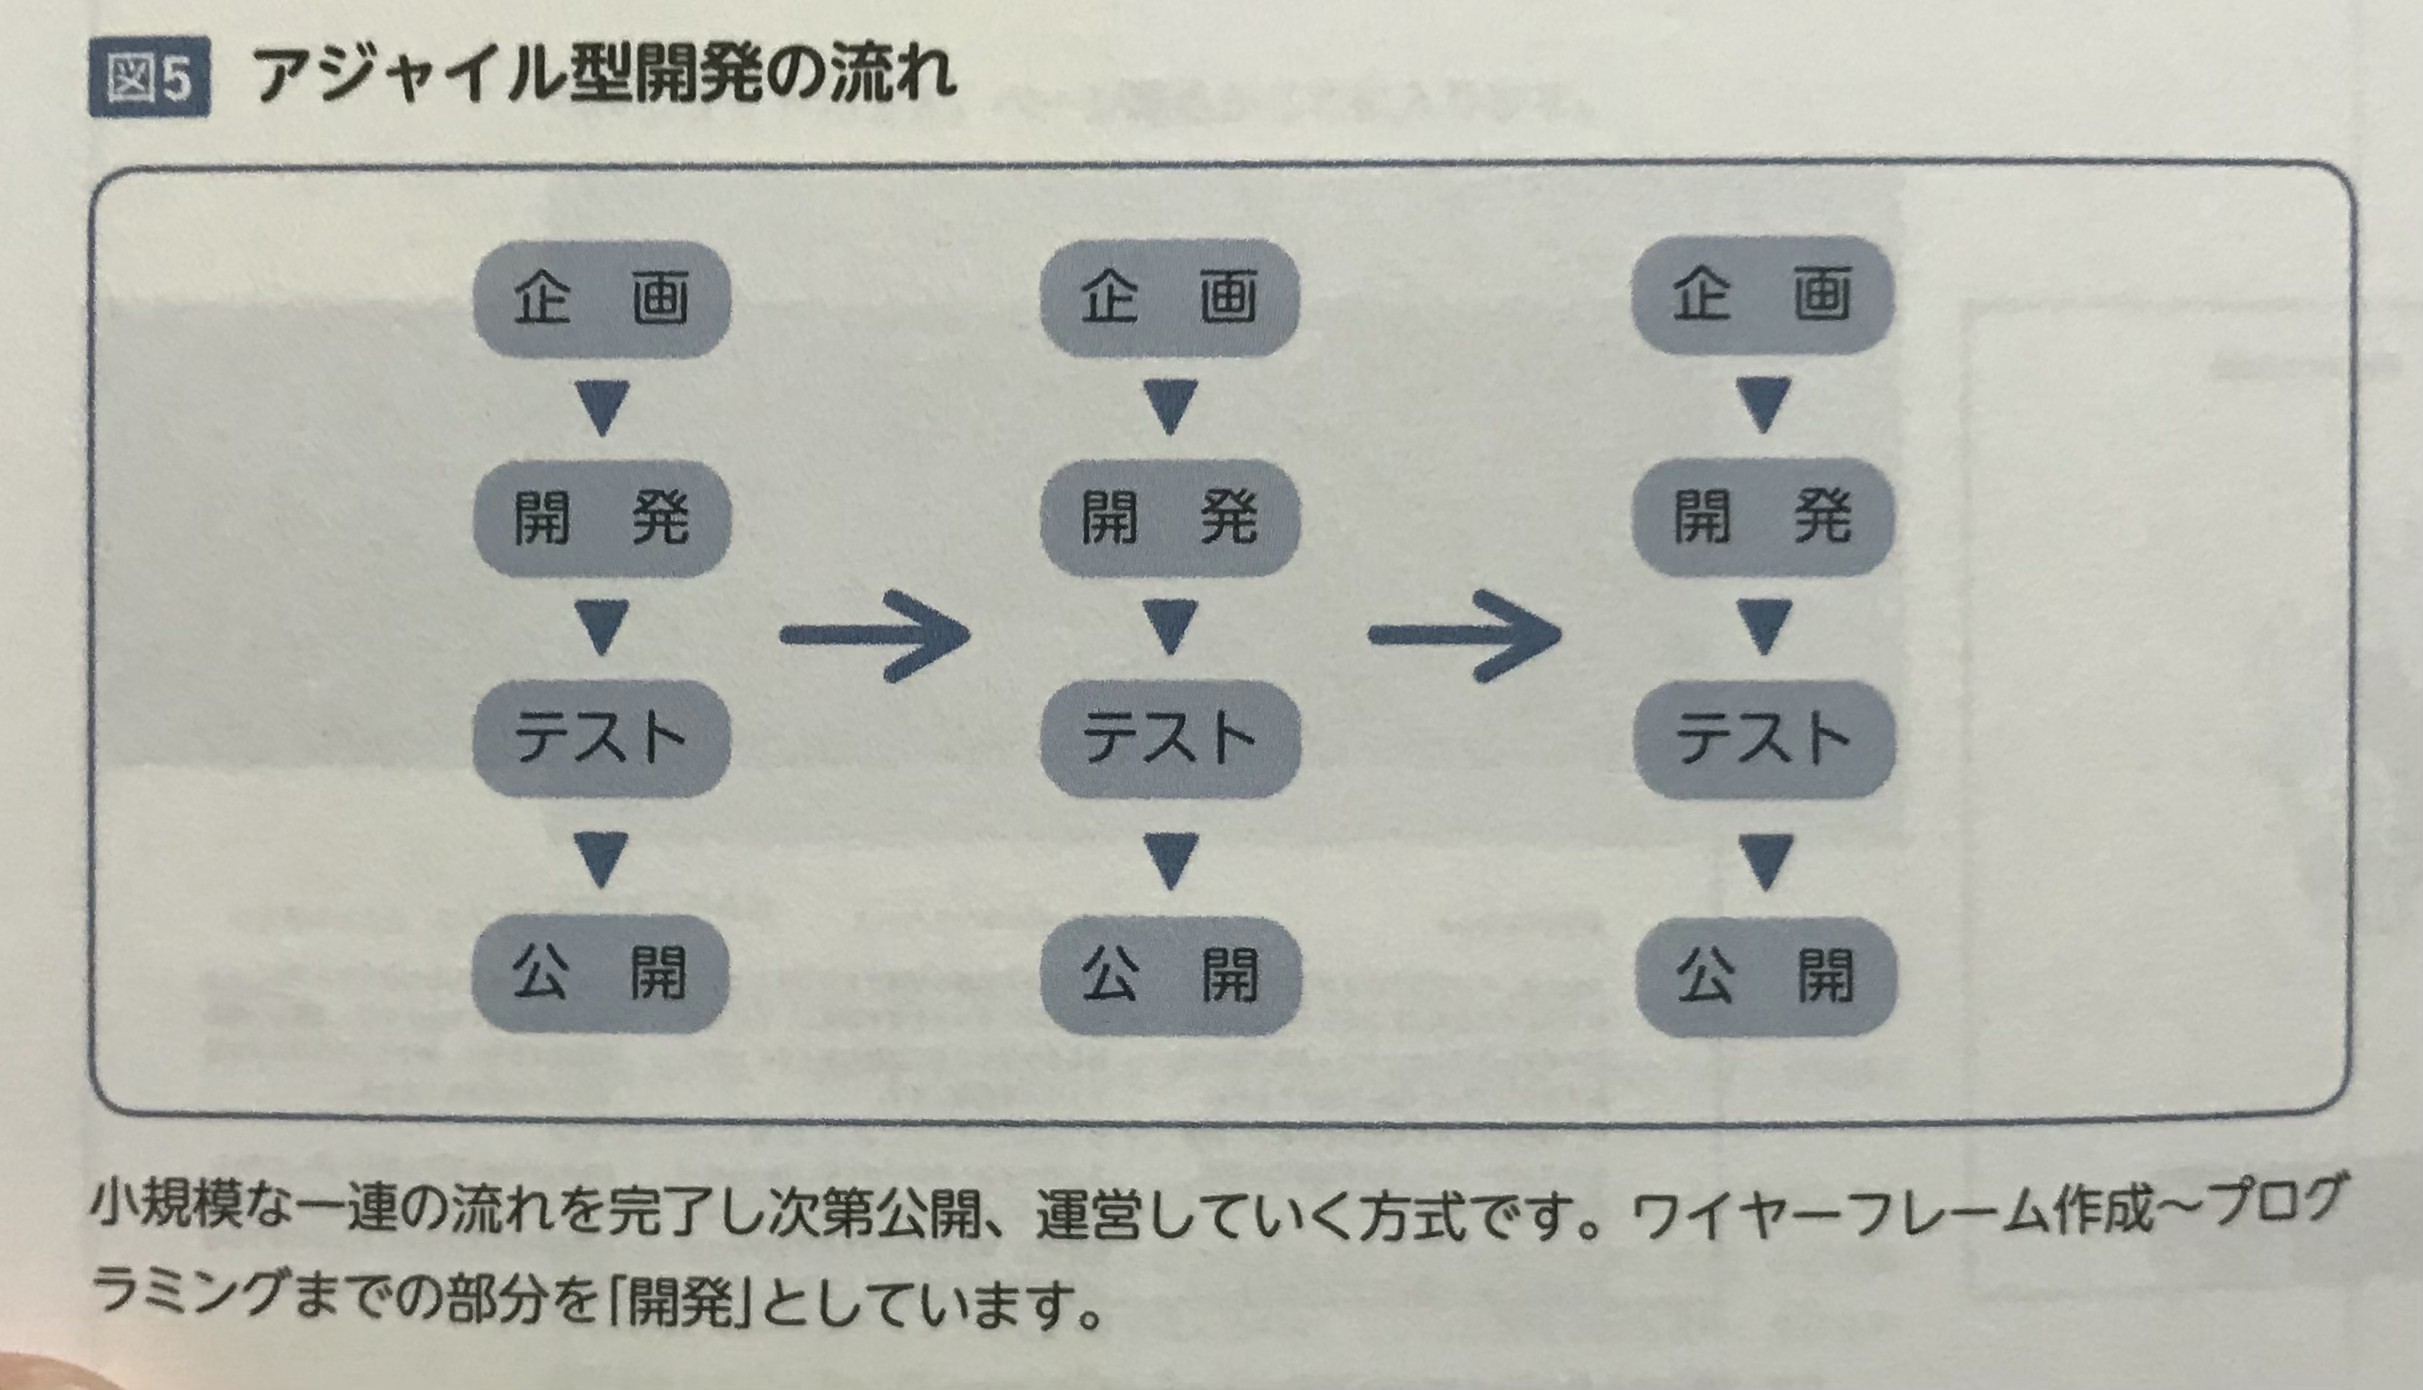 図5 アジャイル型開発の流れ
企 画 企 画 企 画
開 発 開 発 開 発
テスト テスト テスト
公 開 公 開 公 開
小規模な一連の流れを完了し次第公開、運営していく方式です。ワイヤーフレーム作成〜プログ
ラミングまでの部分を「開発」としています。